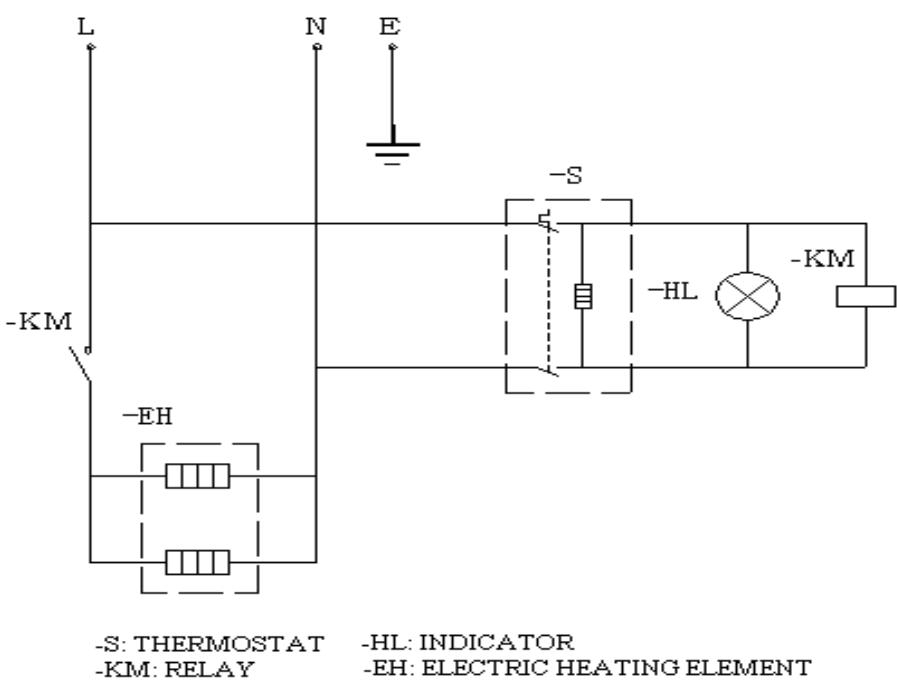 L N E
-S
-HL
-KM
-KM
-EH
-S: THERMOSTAT -HL: INDICATOR
-KM: RELAY -EH: ELECTRIC HEATING ELEMENT